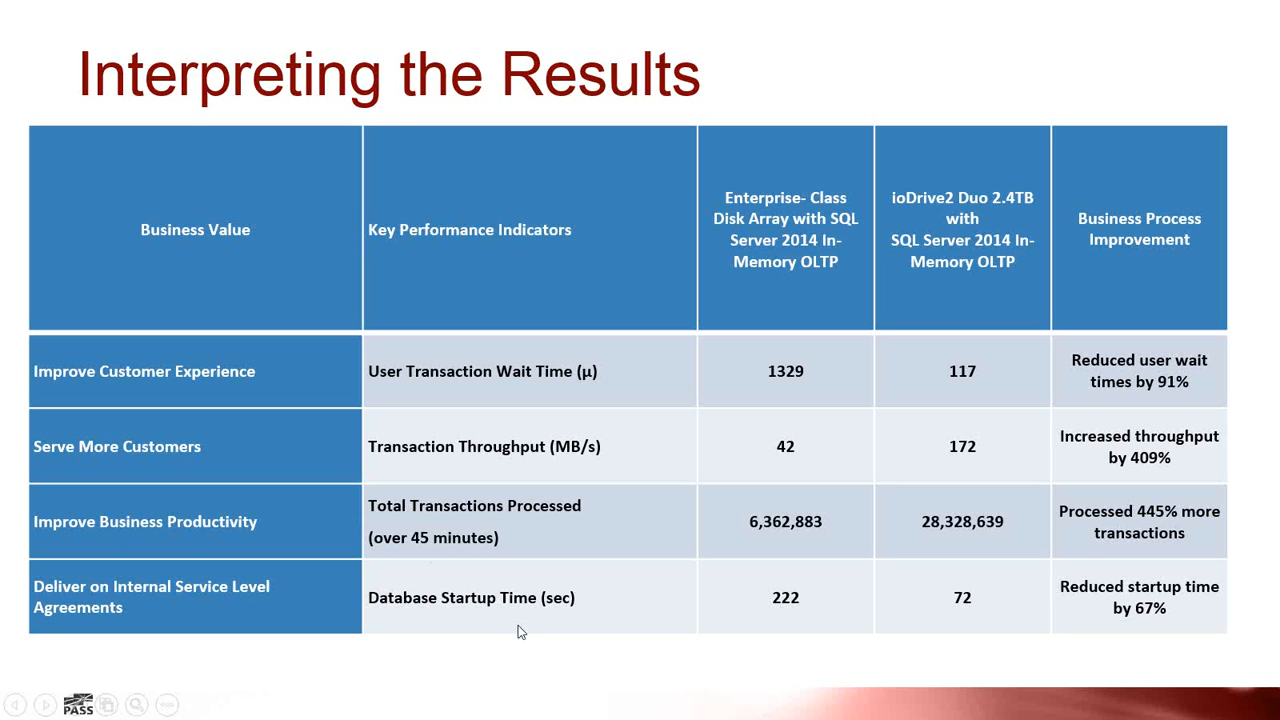 Interpreting the Results
Business Value
Key Performance Indicators
Enterprise- Class
Disk Array with SQL
Server 2014 In-
Memory OLTP
ioDrive2 Duo 2.4TB
with
SQL Server 2014 In-
Memory OLTP
Business Process
Improvement
Improve Customer Experience
User Transaction Wait Time (µ)
1329
117
Reduced user wait
times by 91%
Serve More Customers
Transaction Throughput (MB/s)
42
172
Increased throughput
by 409%
Improve Business Productivity
Total Transactions Processed
(over 45 minutes)
6,362,883
28,328,639
Processed 445% more
transactions
Deliver on Internal Service Level
Agreements
Database Startup Time (sec)
222
72
Reduced startup time
by 67%
PASS